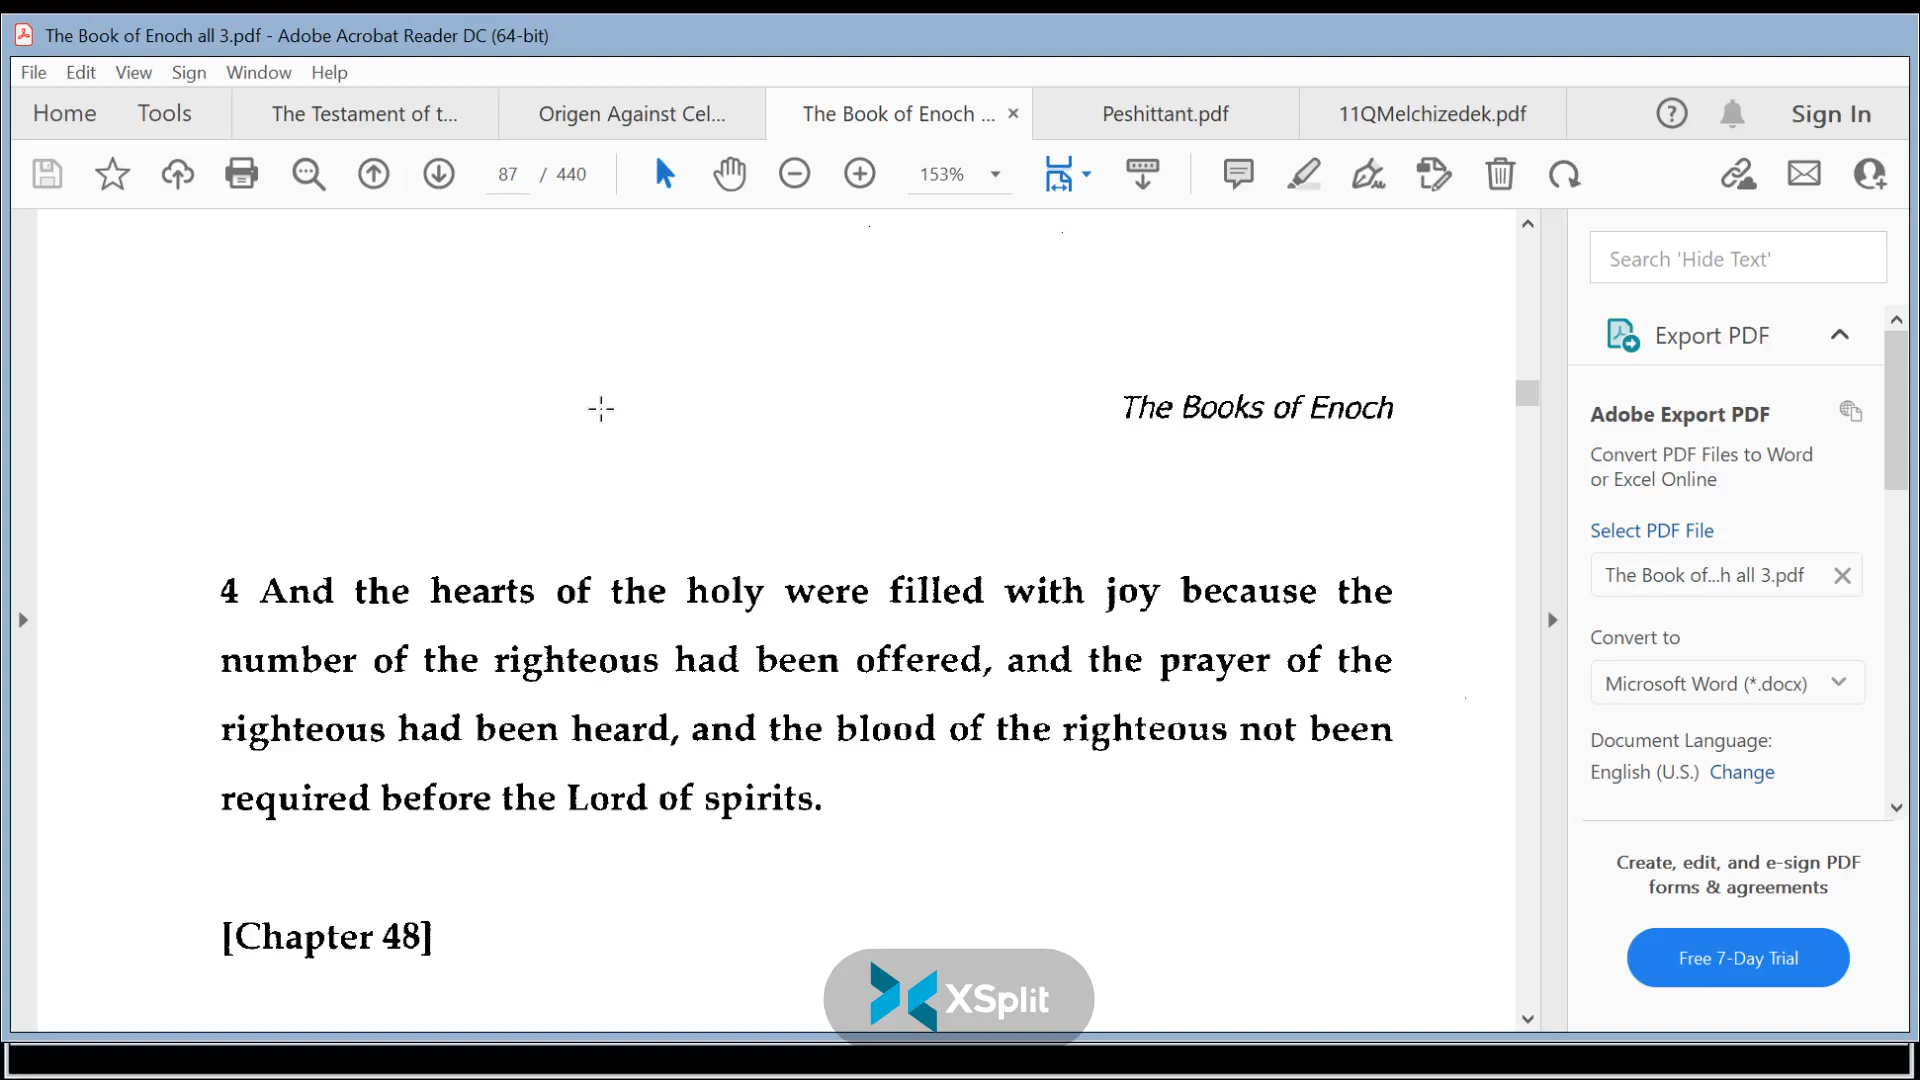 The Book of Enoch all 3.pdf - Adobe Acrobat Reader DC (64-bit)
File Edit View Sign Window Help
Home Tools The Testament of t... Origen Against Cel... The Book of Enoch ... Peshittant.pdf 11QMelchizedek.pdf Sign In
87 / 440 153%
Search 'Hide Text'
Export PDF
The Books of Enoch
Adobe Export PDF
Convert PDF Files to Word
or Excel Online
Select PDF File
The Book of...h all 3.pdf
Convert to
Microsoft Word (*.docx)
Document Language:
English (U.S.) Change
Create, edit, and e-sign PDF
forms & agreements
Free 7-Day Trial
4 And the hearts of the holy were filled with joy because the
number of the righteous had been offered, and the prayer of the
righteous had been heard, and the blood of the righteous not been
required before the Lord of spirits.
[Chapter 48]
XSplit